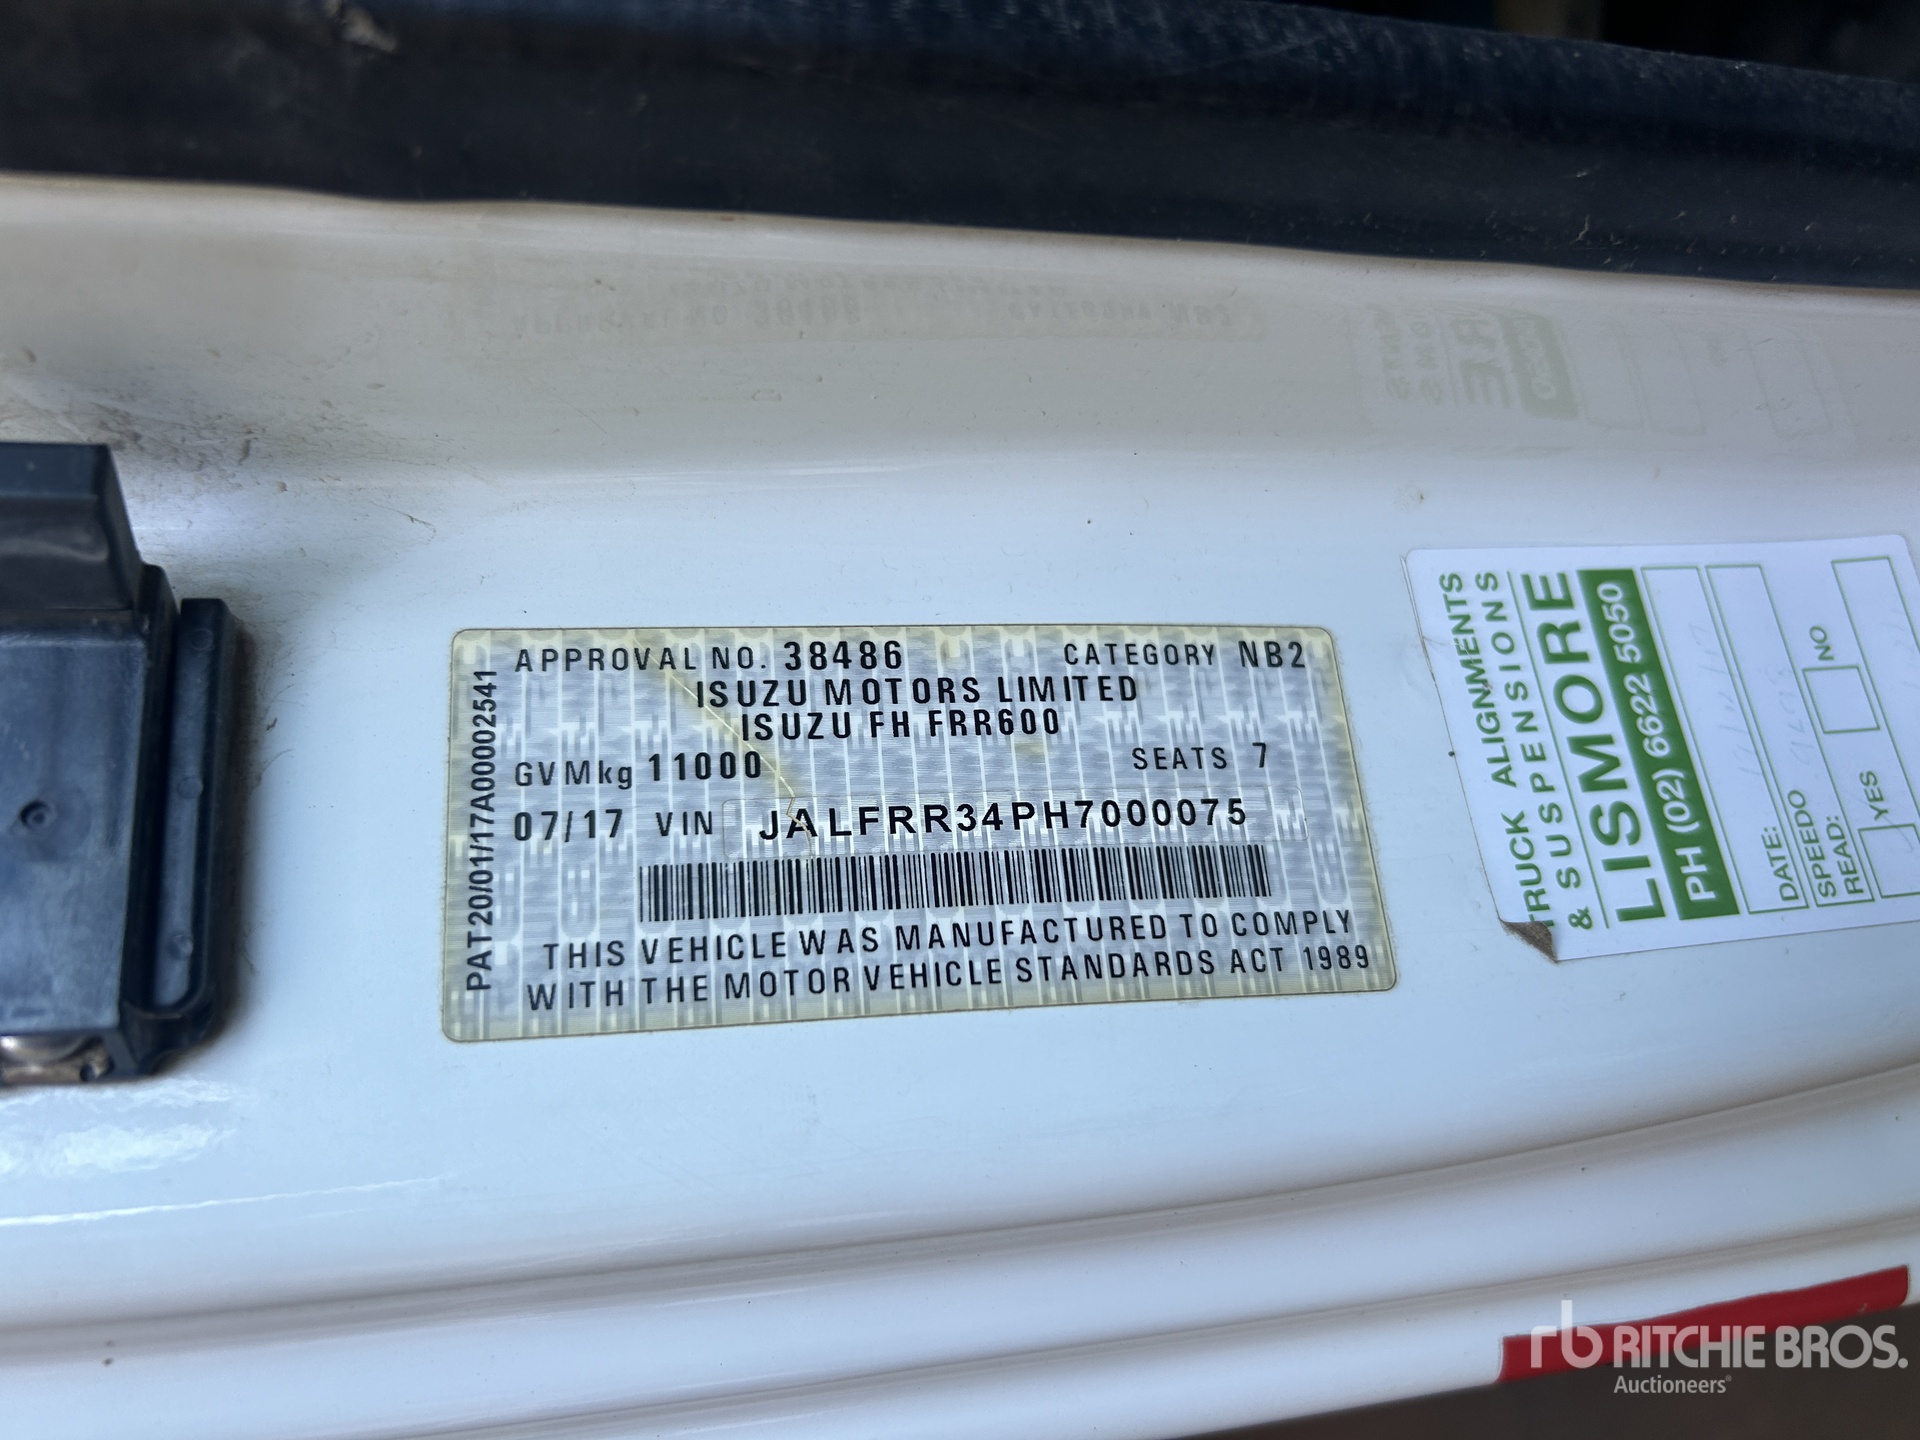 APPROVAL NO. 38486 CATEGORY NB2
ISUZU MOTORS LIMITED
ISUZU FH FRR600
GVMkg 11000 SEATS 7
07/17 VIN JALFRR34PH7000075
THIS VEHICLE WAS MANUFACTURED TO COMPLY
WITH THE MOTOR VEHICLE STANDARDS ACT 1989
PAT20/01/17A00002541
TRUCK ALIGNMENTS
& SUSPENSIONS
LISMORE
PH (02) 6622 5050
DATE:
SPEEDO
READ:
YES NO
rb RITCHIE BROS.
Auctioneers